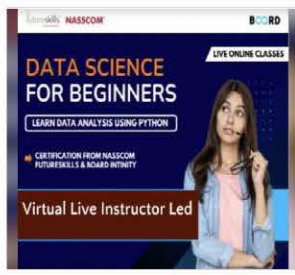 futureskills NASSCOM
BOARD
LIVE ONLINE CLASSES
DATA SCIENCE
FOR BEGINNERS
LEARN DATA ANALYSIS USING PYTHON
CERTIFICATION FROM NASSCOM
FUTURESKILLS & BOARD INTINITY
Virtual Live Instructor Led